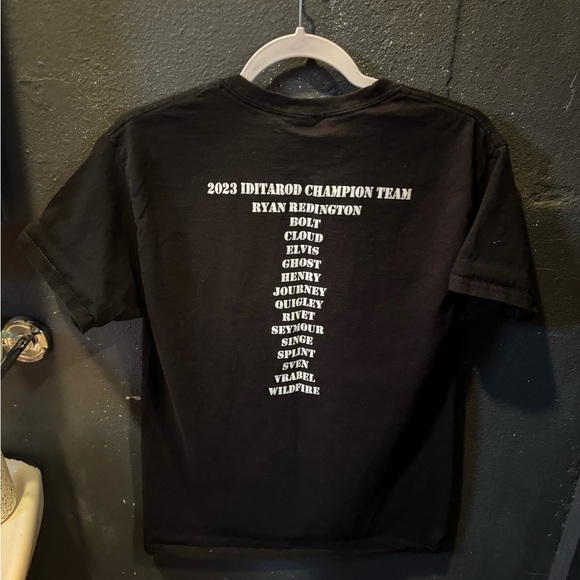 2023 IDITAROD CHAMPION TEAM
RYAN REDINGTON
BOLT
CLOUD
ELVIS
GHOST
HENRY
JOURNEY
QUIGLEY
RIVET
SEYMOUR
SINGE
SPLINT
SVEN
VRABEL
WILDFIRE